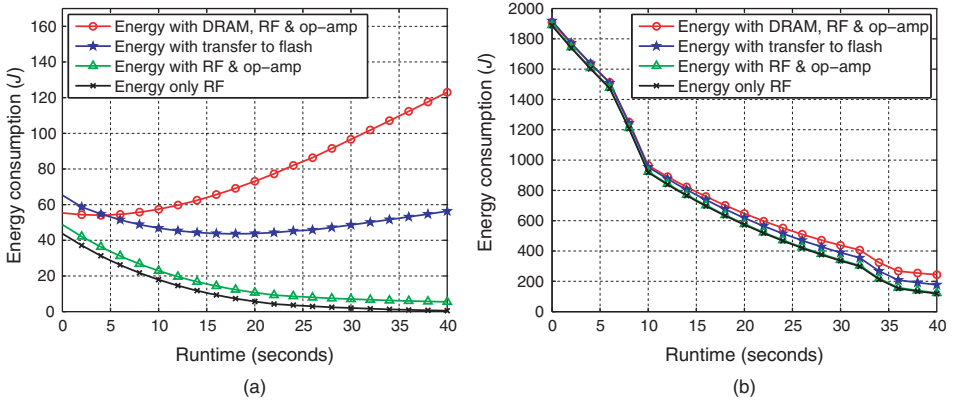 160
140
120
100
80
60
40
20
0
Energy consumption (J)
Energy with DRAM, RF & op-amp
Energy with transfer to flash
Energy with RF & op-amp
Energy only RF
0 5 10 15 20 25 30 35 40
Runtime (seconds)
(a)
2000
1800
1600
1400
1200
1000
800
600
400
200
0
Energy consumption (J)
Energy with DRAM, RF & op-amp
Energy with transfer to flash
Energy with RF & op-amp
Energy only RF
0 5 10 15 20 25 30 35 40
Runtime (seconds)
(b)